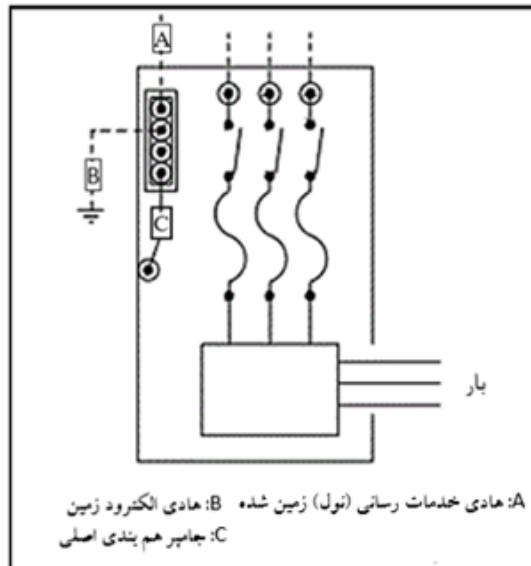 A
B
C
بار
A: هادی خدمات رسانی (نول) زمین شده B: هادی الکترود زمین
C: جامپر هم بندی اصلی